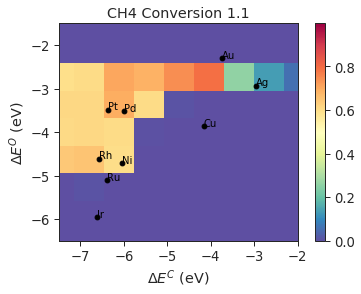 CH4 Conversion 1.1
ΔE^O (eV)
−2
−3
−4
−5
−6
Au
Ag
Pt
Pd
Cu
Rh
Ni
Ru
Ir
−7
−6
−5
−4
−3
−2
ΔE^C (eV)
0.8
0.6
0.4
0.2
0.0